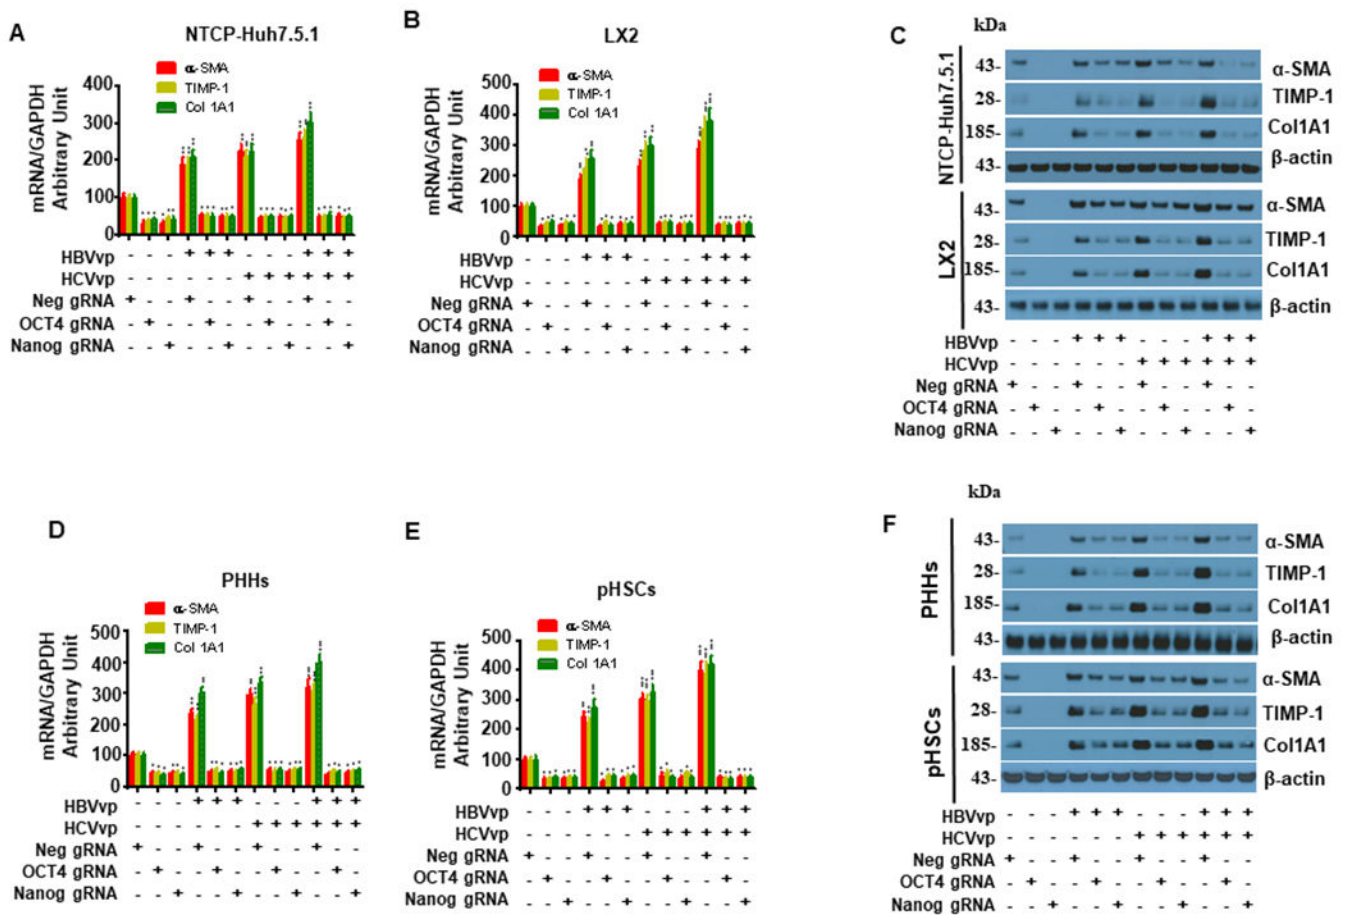 A
NTCP-Huh7.5.1
α-SMA
TIMP-1
Col 1A1
mRNA/GAPDH
Arbitrary Unit
400
300
200
100
0
HBVvp - - - + + + - - - + + +
HCVvp - - - - - - + + + + + +
Neg gRNA + - - + - - + - - + - -
OCT4 gRNA - + - - + - - + - - + -
Nanog gRNA - - + - - + - - + - - +
B
LX2
α-SMA
TIMP-1
Col 1A1
mRNA/GAPDH
Arbitrary Unit
500
400
300
200
100
0
HBVvp - - - + + + - - - + + +
HCVvp - - - - - - + + + + + +
Neg gRNA + - - + - - + - - + - -
OCT4 gRNA - + - - + - - + - - + -
Nanog gRNA - - + - - + - - + - - +
C
kDa
NTCP-Huh7.5.1
43- α-SMA
28- TIMP-1
185- Col1A1
43- β-actin
LX2
43- α-SMA
28- TIMP-1
185- Col1A1
43- β-actin
HBVvp - - - + + + - - - + + +
HCVvp - - - - - - + + + + + +
Neg gRNA + - - + - - + - - + - -
OCT4 gRNA - + - - + - - + - - + -
Nanog gRNA - - + - - + - - + - - +
D
PHHs
α-SMA
TIMP-1
Col 1A1
mRNA/GAPDH
Arbitrary Unit
500
400
300
200
100
0
HBVvp - - - + + + - - - + + +
HCVvp - - - - - - + + + + + +
Neg gRNA + - - + - - + - - + - -
OCT4 gRNA - + - - + - - + - - + -
Nanog gRNA - - + - - + - - + - - +
E
pHSCs
α-SMA
TIMP-1
Col 1A1
mRNA/GAPDH
Arbitrary Unit
500
400
300
200
100
0
HBVvp - - - + + + - - - + + +
HCVvp - - - - - - + + + + + +
Neg gRNA + - - + - - + - - + - -
OCT4 gRNA - + - - + - - + - - + -
Nanog gRNA - - + - - + - - + - - +
F
kDa
PHHs
43- α-SMA
28- TIMP-1
185- Col1A1
43- β-actin
pHSCs
43- α-SMA
28- TIMP-1
185- Col1A1
43- β-actin
HBVvp - - - + + + - - - + + +
HCVvp - - - - - - + + + + + +
Neg gRNA + - - + - - + - - + - -
OCT4 gRNA - + - - + - - + - - + -
Nanog gRNA - - + - - + - - + - - +